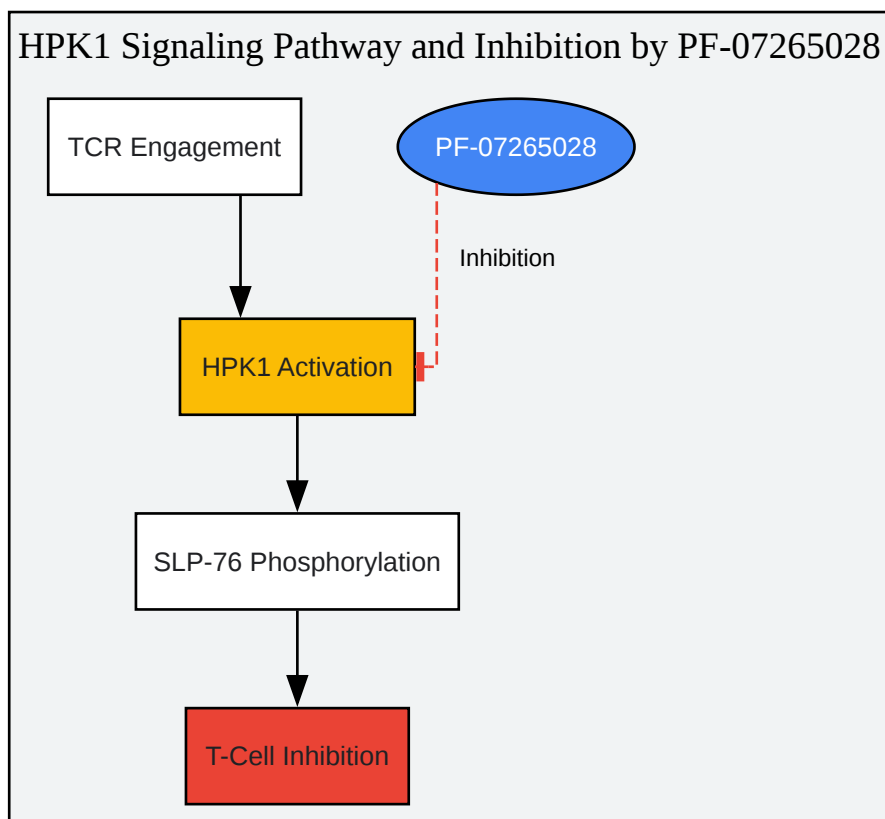 HPK1 Signaling Pathway and Inhibition by PF-07265028
TCR Engagement
PF-07265028
Inhibition
HPK1 Activation
SLP-76 Phosphorylation
T-Cell Inhibition